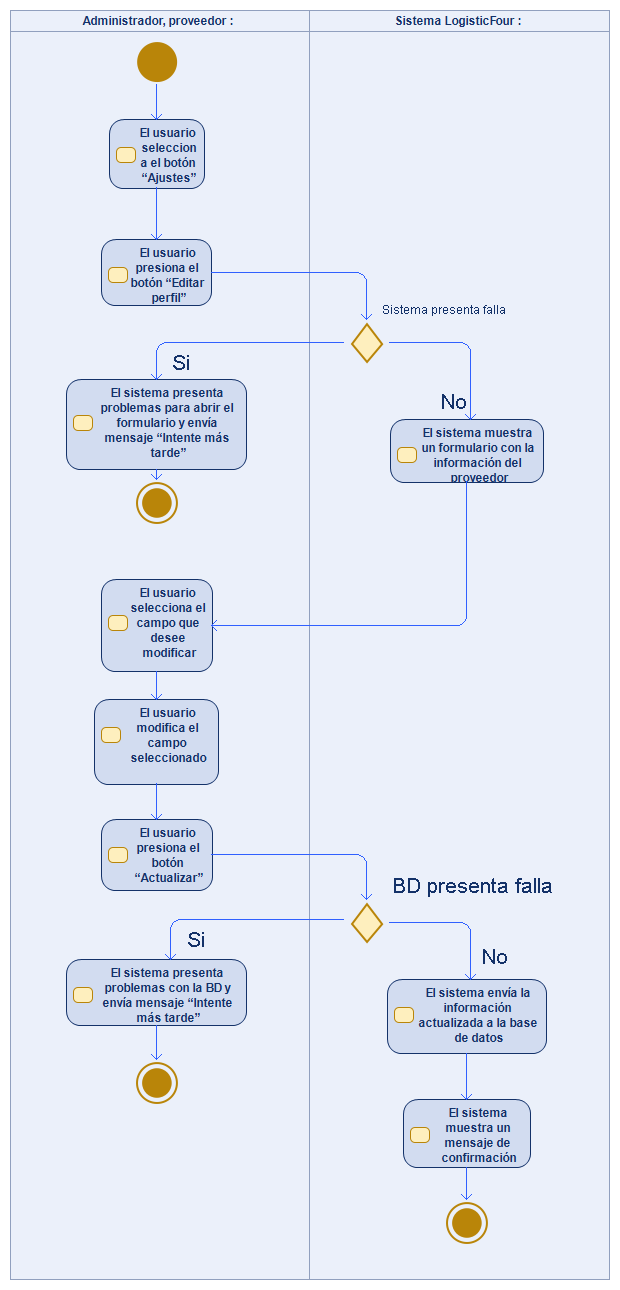 Administrador, proveedor :
Sistema LogisticFour :
El usuario
seleccion
a el botón
“Ajustes”
El usuario
presiona el
botón “Editar
perfil”
Sistema presenta falla
Si
No
El sistema presenta
problemas para abrir el
formulario y envía
mensaje “Intente más
tarde”
El sistema muestra
un formulario con la
información del
proveedor
El usuario
selecciona el
campo que
desee
modificar
El usuario
modifica el
campo
seleccionado
El usuario
presiona el
botón
“Actualizar”
BD presenta falla
Si
No
El sistema presenta
problemas con la BD y
envía mensaje “Intente
más tarde”
El sistema envía la
información
actualizada a la base
de datos
El sistema
muestra un
mensaje de
confirmación